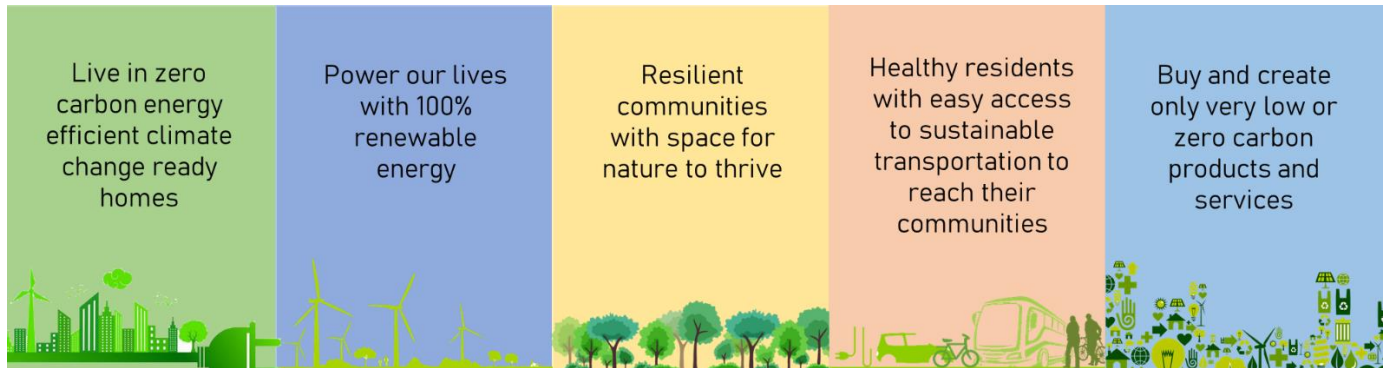 Live in zero
carbon energy
efficient climate
change ready
homes
Power our lives
with 100%
renewable
energy
Resilient
communities
with space for
nature to thrive
Healthy residents
with easy access
to sustainable
transportation to
reach their
communities
Buy and create
only very low or
zero carbon
products and
services